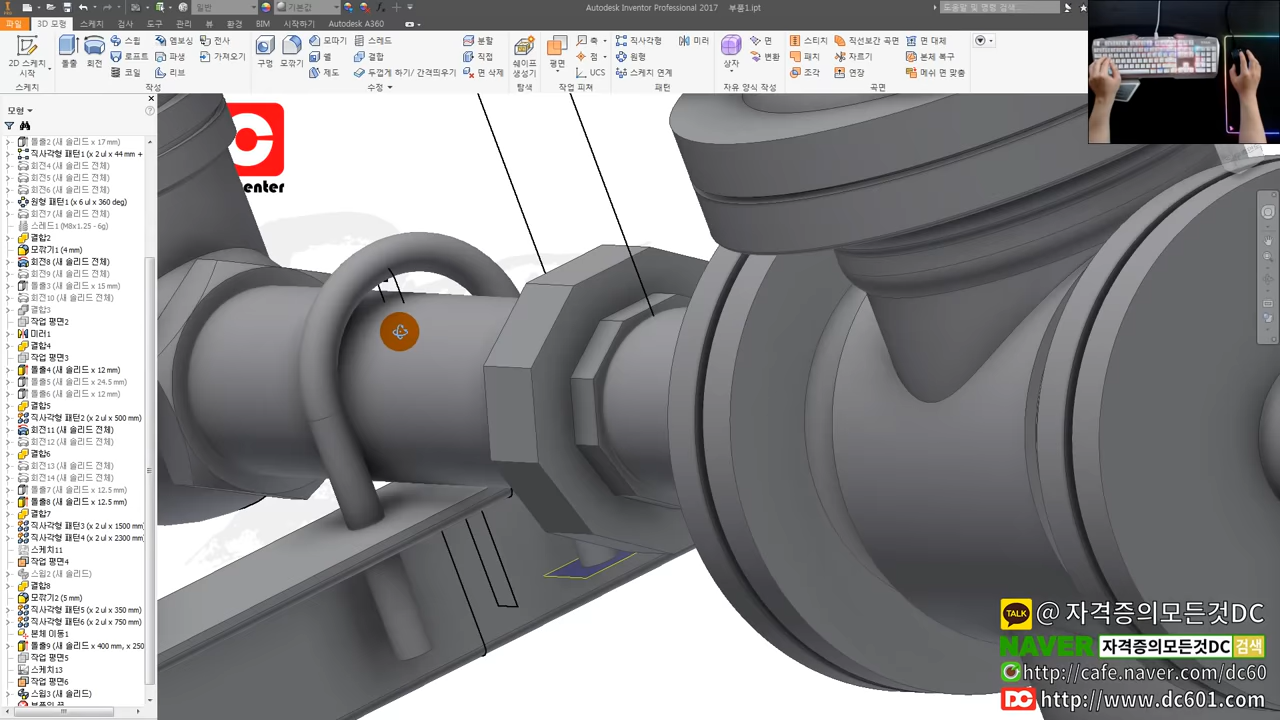 일반 기본값 Autodesk Inventor Professional 2017 부품1.ipt 도움말 및 명령 검색...
파일 3D 모형 스케치 검사 도구 관리 뷰 환경 BIM 시작하기 Autodesk A360
2D 스케치 시작 돌출 회전 스윕 엠보싱 전사 구멍 모깎기 모따기 스레드 분할 쉐이프 생성기 평면 축 직사각형 미러 상자 면 스티치 직선보간 곡면 면 대체
로프트 파생 가져오기 쉘 결합 직접 점 원형 변환 패치 자르기 본체 복구
코일 리브 제도 두껍게 하기 면 삭제 UCS 스케치 연계 조각 연장 메쉬 면 맞춤
스케치 작성 수정 탐색 작업 피쳐 패턴 자유 양식 작성 곡면
모형
돌출2 (새 솔리드 x 17 mm)
직사각형 패턴1 (x 2 ul x 44 mm +
회전4 (새 솔리드 전체)
회전5 (새 솔리드 전체)
회전6 (새 솔리드 전체)
원형 패턴1 (x 6 ul x 360 deg)
회전7 (새 솔리드 전체)
스레드1 (M8x1.25 - 6g)
결합2
모깎기1 (4 mm)
회전8 (새 솔리드 전체)
회전9 (새 솔리드 전체)
돌출3 (새 솔리드 x 15 mm)
회전10 (새 솔리드 전체)
결합3
작업 평면2
미러1
결합4
작업 평면3
돌출4 (새 솔리드 x 12 mm)
돌출5 (새 솔리드 x 24.5 mm)
돌출6 (새 솔리드 x 12 mm)
결합5
직사각형 패턴2 (x 2 ul x 500 mm)
회전11 (새 솔리드 전체)
회전12 (새 솔리드 전체)
결합6
회전13 (새 솔리드 전체)
회전14 (새 솔리드 전체)
돌출7 (새 솔리드 x 12.5 mm)
돌출8 (새 솔리드 x 12.5 mm)
결합7
직사각형 패턴3 (x 2 ul x 1500 mm)
직사각형 패턴4 (x 2 ul x 2300 mm)
스케치11
작업 평면4
스윕2 (새 솔리드)
결합8
모깎기2 (5 mm)
직사각형 패턴5 (x 2 ul x 350 mm)
직사각형 패턴6 (x 2 ul x 750 mm)
본체 이동1
돌출9 (새 솔리드 x 400 mm, x 250
작업 평면5
스케치13
작업 평면6
스윕3 (새 솔리드)
부품의 끝
enter
TALK @ 자격증의모든것DC
NAVER 자격증의모든것DC 검색
http://cafe.naver.com/dc60
DC http://www.dc601.com